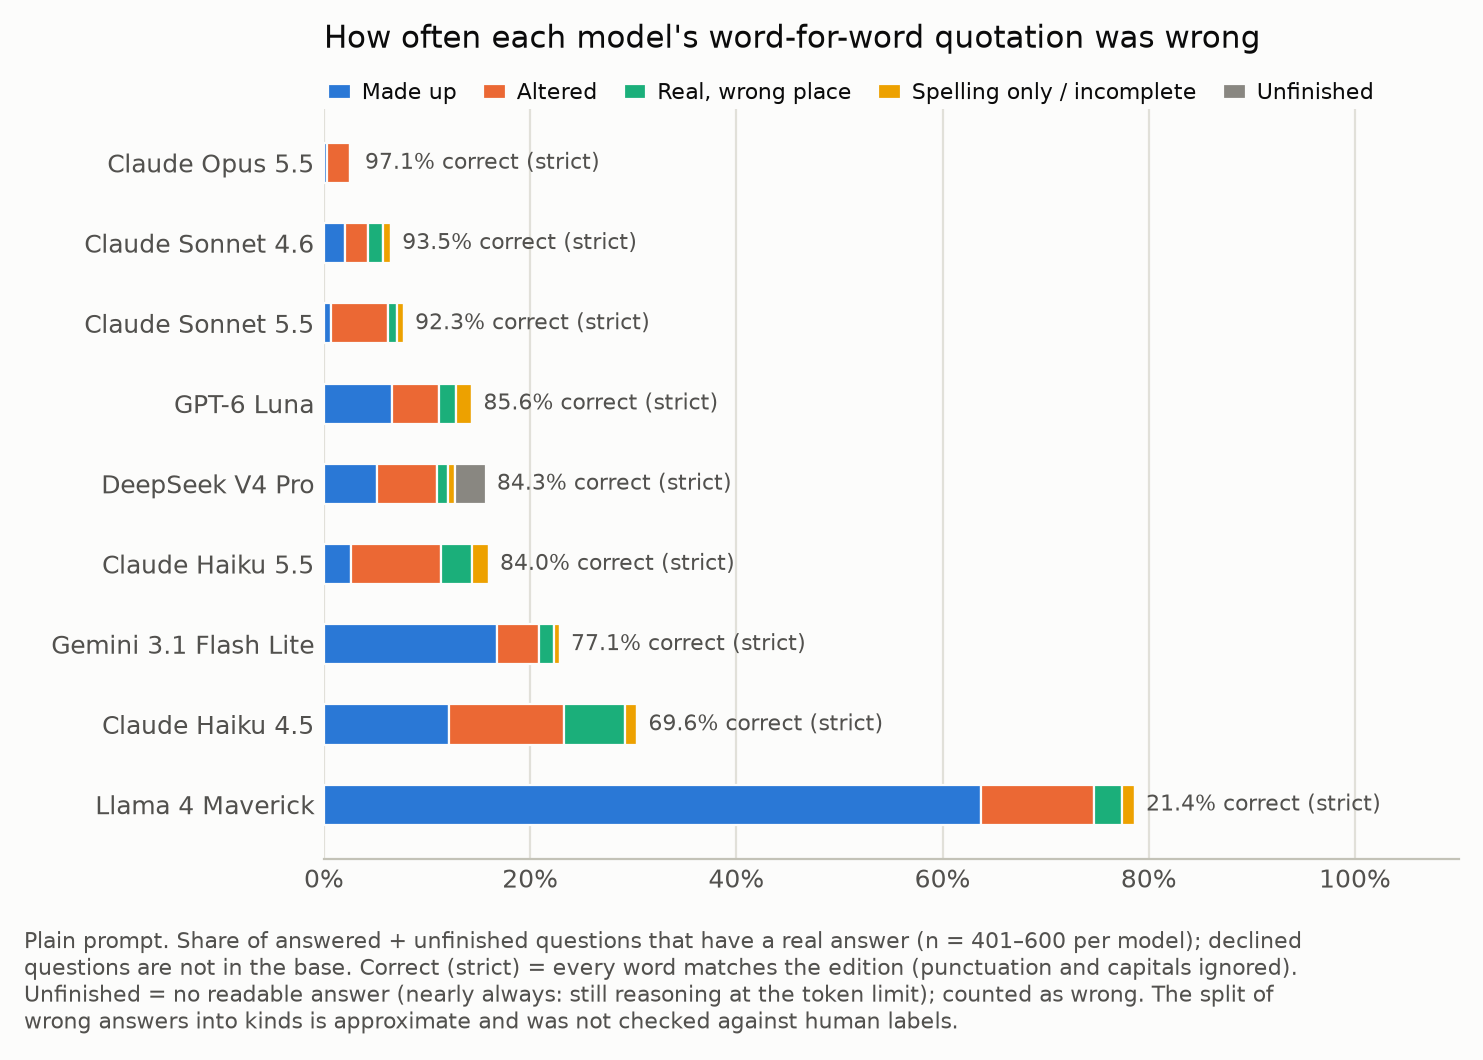 How often each model's word-for-word quotation was wrong
Made up Altered Real, wrong place Spelling only / incomplete Unfinished
Claude Opus 5.5 97.1% correct (strict)
Claude Sonnet 4.6 93.5% correct (strict)
Claude Sonnet 5.5 92.3% correct (strict)
GPT-6 Luna 85.6% correct (strict)
DeepSeek V4 Pro 84.3% correct (strict)
Claude Haiku 5.5 84.0% correct (strict)
Gemini 3.1 Flash Lite 77.1% correct (strict)
Claude Haiku 4.5 69.6% correct (strict)
Llama 4 Maverick 21.4% correct (strict)
0% 20% 40% 60% 80% 100%
Plain prompt. Share of answered + unfinished questions that have a real answer (n = 401–600 per model); declined
questions are not in the base. Correct (strict) = every word matches the edition (punctuation and capitals ignored).
Unfinished = no readable answer (nearly always: still reasoning at the token limit); counted as wrong. The split of
wrong answers into kinds is approximate and was not checked against human labels.